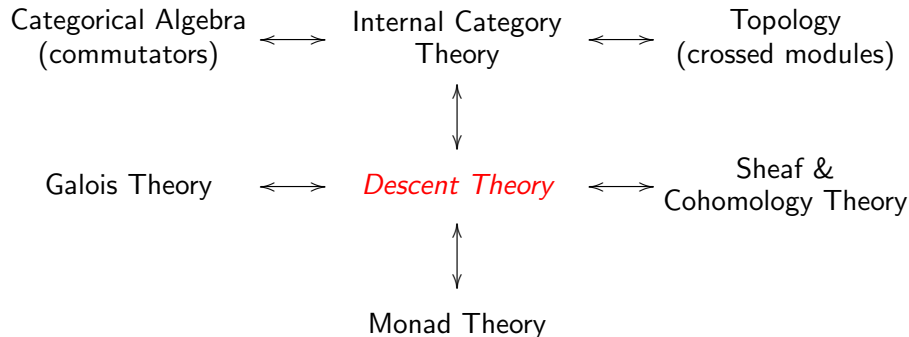 Categorical Algebra
(commutators)
Internal Category
Theory
Topology
(crossed modules)
Galois Theory
Descent Theory
Sheaf &
Cohomology Theory
Monad Theory